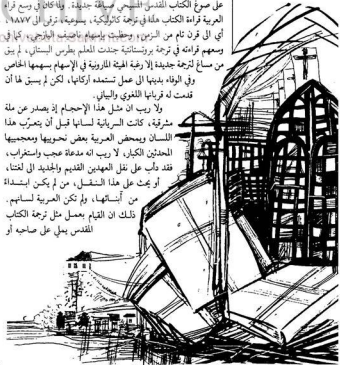 على صوغ الكتاب المقدس المسيحي في صياغة جديدة. وما كان في وسع قراء
العربية قراءة الكتاب هذا في ترجمة كاثوليكية، يسوعية، ترقى الى ١٨٧٧،
أي الى قرن تام من الزمن، وحظيت بإسهام ناصيف اليازجي، كما في
وسعهم قراءته في ترجمة بروتستانتية جندت المعلم بطرس البستاني، لم يبق
من مساغ لترجمة جديدة إلا رغبة الهيئة المارونية في الإسهام بسهمها الخاص
وفي الوفاء بدينها الى عمل تستمده أركانها، لكن لم يسبق لها أن
قدمت له قربانها اللغوي والبياني.
ولا ريب ان مثل هذا الإحجام إذ يصدر عن ملة
مشرقية، كانت السريانية لسانها قبل أن يتعرّب هذا
اللسان ويمحض العربية بعض نحوييها ومعجمييها
المحدثين الكبار، لا ريب انه مدعاة عجب واستغراب،
فقد دأب على نقل العهدين القديم والجديد الى لغتنا،
أو بحث على هذا النقل، من لم يكن ابتداءً
من أبنائها، ولم تكن العربية لسانهم.
ذلك ان القيام بعمل مثل ترجمة الكتاب
المقدس يملي على صاحبه أو